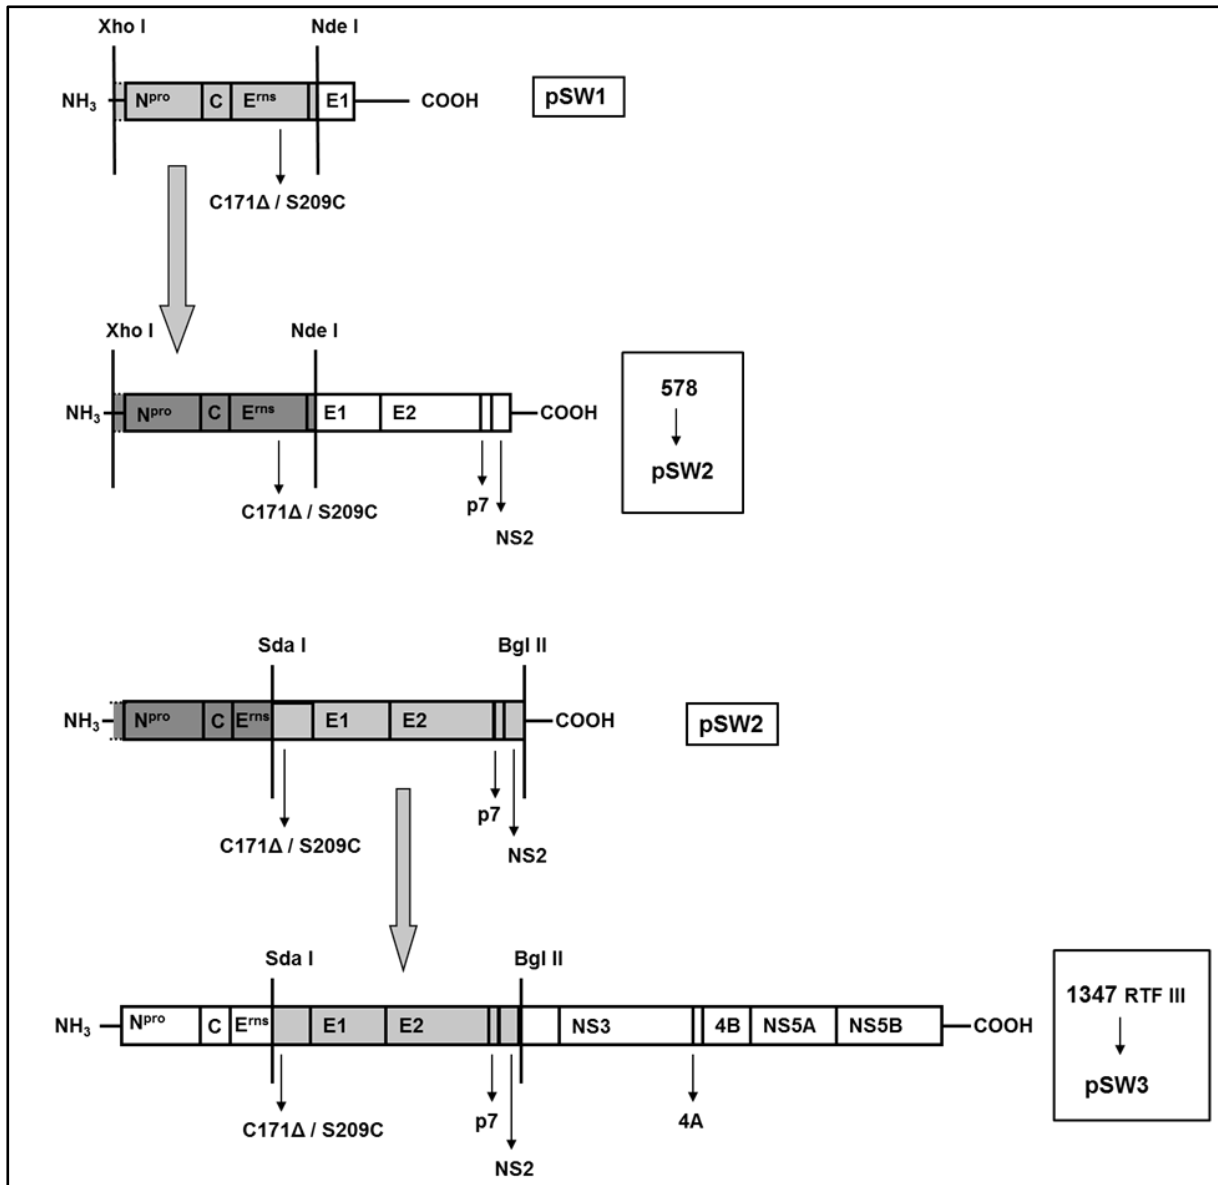 Xho I Nde I
NH₃ Nᵖʳᵒ C Eʳⁿˢ E1 COOH pSW1
C171Δ / S209C
Xho I Nde I
NH₃ Nᵖʳᵒ C Eʳⁿˢ E1 E2 COOH
578
pSW2
C171Δ / S209C p7
NS2
Sda I Bgl II
NH₃ Nᵖʳᵒ C Eʳⁿˢ E1 E2 COOH pSW2
p7
C171Δ / S209C NS2
Sda I Bgl II
NH₃ Nᵖʳᵒ C Eʳⁿˢ E1 E2 NS3 4B NS5A NS5B COOH
1347 RTF III
pSW3
C171Δ / S209C p7 4A
NS2